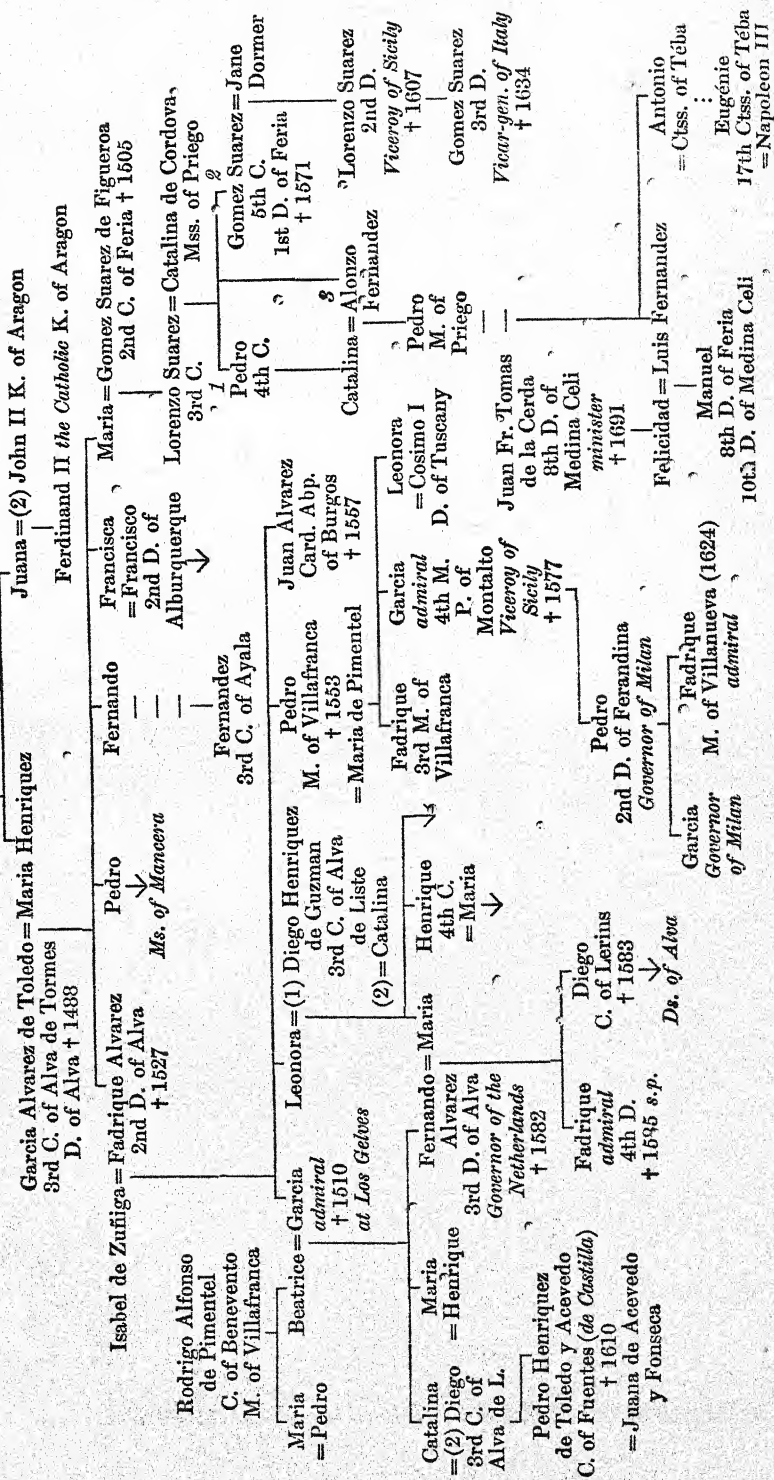 Juana=(2) John II K. of Aragon
Ferdinand II the Catholic K. of Aragon
Garcia Alvarez de Toledo=Maria Henriquez
3rd C. of Alva de Tormes
D. of Alva † 1488
Isabel de Zuñiga=Fadrique Alvarez
2nd D. of Alva
† 1527
Pedro
Ms. of Mancera
Fernando
Fernandez
3rd C. of Ayala
Francisca
=Francisco
2nd D. of
Alburquerque
Maria=Gomez Suarez de Figueroa
2nd C. of Feria † 1505
Lorenzo Suarez=Catalina de Cordova,
3rd C.
Mss. of Priego
1
Pedro
4th C.
2
Gomez Suarez=Jane
Dormer
5th C.
1st D. of Feria
† 1571
Catalina=Alonzo
3
Fernandez
Lorenzo Suarez
2nd D.
Viceroy of Sicily
† 1607
Gomez Suarez
3rd D.
Vicar-gen. of Italy
† 1634
Pedro
M. of
Priego
Rodrigo Alfonso
de Pimentel
C. of Benevento
M. of Villafranca
Maria
=Pedro
Beatrice=Garcia
admiral
† 1510
at Los Gelves
Leonora=(1) Diego Henriquez
de Guzman
3rd C. of Alva
de Liste
(2)=Catalina
Pedro
M. of Villafranca
† 1553
=Maria de Pimentel
Juan Alvarez
Card. Abp.
of Burgos
† 1557
Henrique
4th C.
=Maria
Fadrique
3rd M. of
Villafranca
Garcia
admiral
4th M.
P. of
Montalto
Viceroy of
Sicily
† 1577
Leonora
=Cosimo I
D. of Tuscany
Juan Fr. Tomas
de la Cerda
8th D. of
Medina Celi
minister
† 1691
Catalina
=(2) Diego
3rd C. of
Alva de L.
Maria
=Henrique
Fernando=Maria
Alvarez
3rd D. of Alva
Governor of the
Netherlands
† 1582
Pedro Henriquez
de Toledo y Acevedo
C. of Fuentes (de Castilla)
† 1610
=Juana de Acevedo
y Fonseca
Fadrique
admiral
4th D.
s.p.
Diego
C. of Lerius
† 1583
Ds. of Alva
Pedro
2nd D. of Ferandina
Governor of Milan
Garcia
Governor
of Milan
Fadrique
M. of Villanueva (1624)
admiral
Felicidad=Luis Fernandez
Antonio
=Ctss. of Téba
Manuel
8th D. of Feria
10th D. of Medina Celi
Eugénie
17th Ctss. of Téba
=Napoleon III